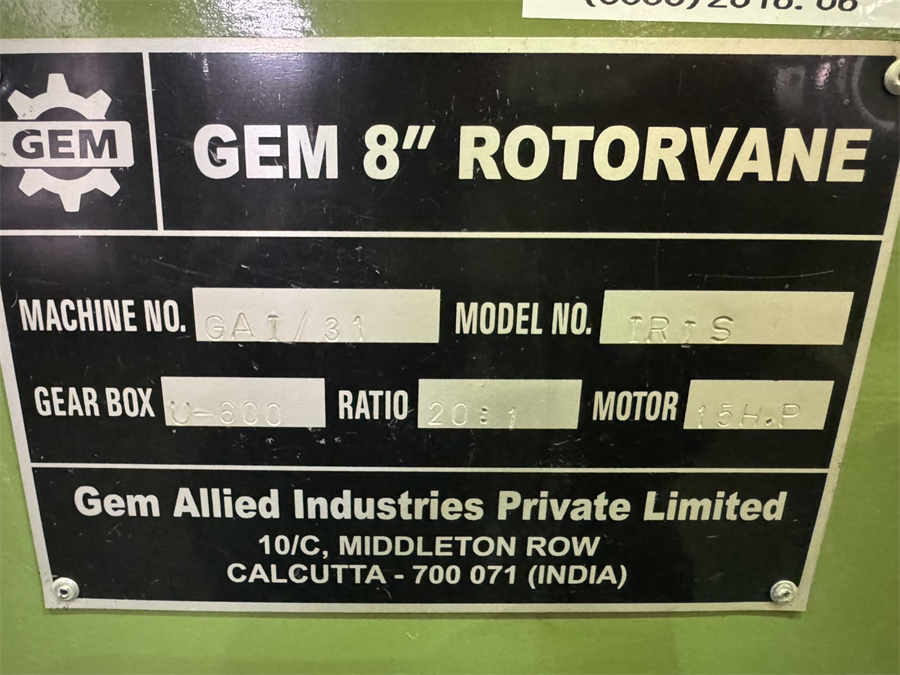 GEM
GEM 8" ROTORVANE
MACHINE NO. GAI/31 MODEL NO. IRIS
GEAR BOX U-600 RATIO 20:1 MOTOR 15H.P
Gem Allied Industries Private Limited
10/C, MIDDLETON ROW
CALCUTTA - 700 071 (INDIA)